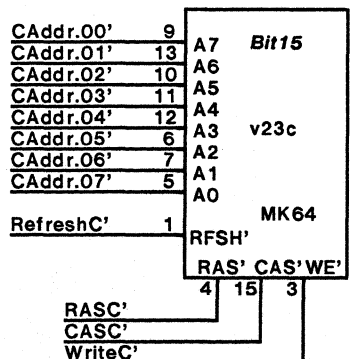 CAddr.00' 9 A7 Bit15
CAddr.01' 13 A6
CAddr.02' 10 A5
CAddr.03' 11 A4
CAddr.04' 12 A3 v23c
CAddr.05' 6 A2
CAddr.06' 7 A1
CAddr.07' 5 A0
MK64
RefreshC' 1 RFSH'
RAS' CAS' WE'
4 15 3
RASC'
CASC'
WriteC'